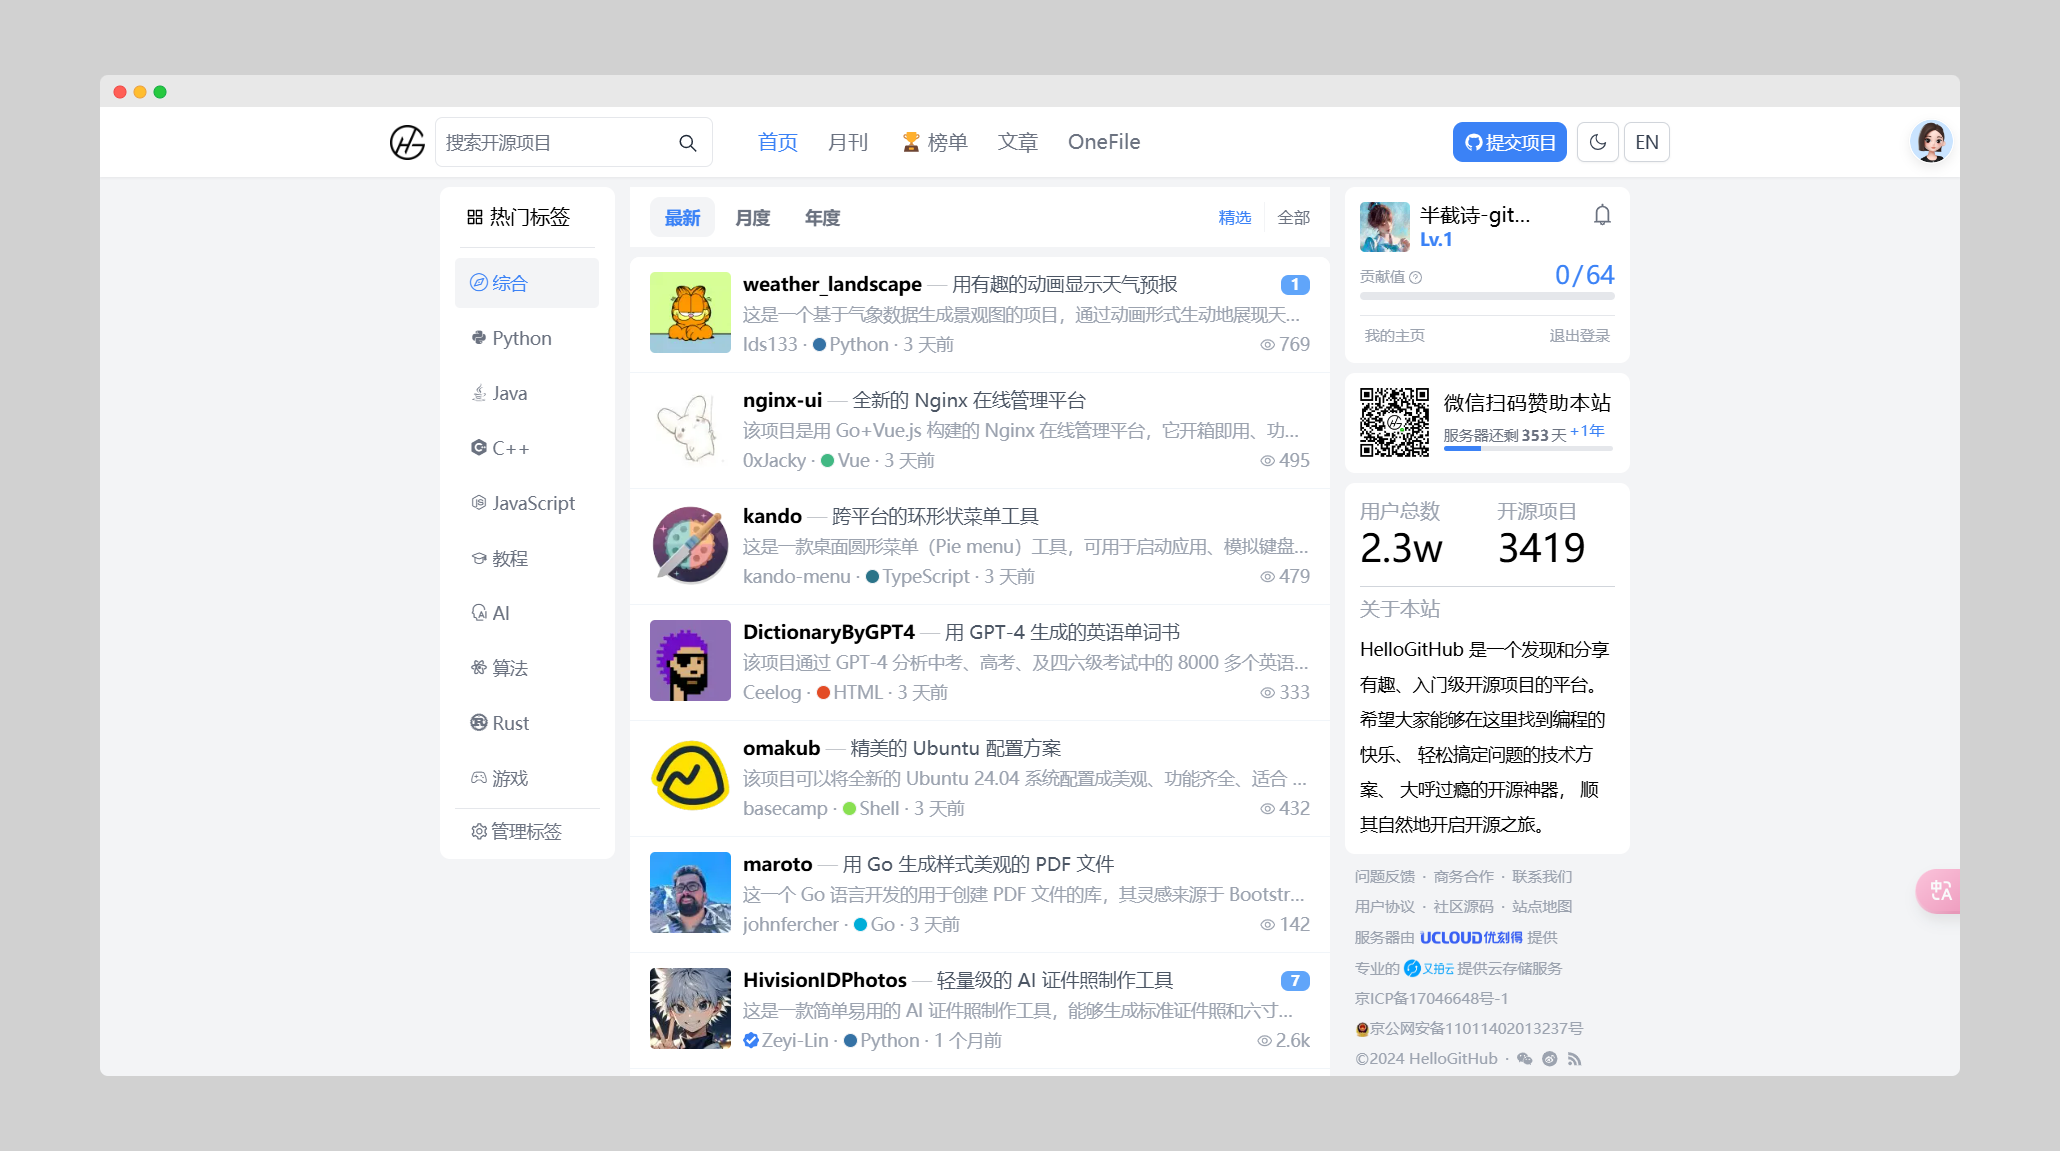 搜索开源项目
首页 月刊 榜单 文章 OneFile
提交项目 EN
热门标签
综合
Python
Java
C++
JavaScript
教程
AI
算法
Rust
游戏
管理标签
最新 月度 年度 精选 全部
weather_landscape — 用有趣的动画显示天气预报 1
这是一个基于气象数据生成景观图的项目，通过动画形式生动地展现天...
lds133 · Python · 3 天前 769
nginx-ui — 全新的 Nginx 在线管理平台
该项目是用 Go+Vue.js 构建的 Nginx 在线管理平台，它开箱即用、功...
0xJacky · Vue · 3 天前 495
kando — 跨平台的环形状菜单工具
这是一款桌面圆形菜单（Pie menu）工具，可用于启动应用、模拟键盘...
kando-menu · TypeScript · 3 天前 479
DictionaryByGPT4 — 用 GPT-4 生成的英语单词书
该项目通过 GPT-4 分析中考、高考、及四六级考试中的 8000 多个英语...
Ceelog · HTML · 3 天前 333
omakub — 精美的 Ubuntu 配置方案
该项目可以将全新的 Ubuntu 24.04 系统配置成美观、功能齐全、适合 ...
basecamp · Shell · 3 天前 432
maroto — 用 Go 生成样式美观的 PDF 文件
这一个 Go 语言开发的用于创建 PDF 文件的库，其灵感来源于 Bootstr...
johnfercher · Go · 3 天前 142
HivisionIDPhotos — 轻量级的 AI 证件照制作工具 7
这是一款简单易用的 AI 证件照制作工具，能够生成标准证件照和六寸...
Zeyi-Lin · Python · 1 个月前 2.6k
半截诗-git...
Lv.1
贡献值 0/64
我的主页 退出登录
微信扫码赞助本站
服务器还剩 353 天 +1年
用户总数 开源项目
2.3w 3419
关于本站
HelloGitHub 是一个发现和分享
有趣、入门级开源项目的平台。
希望大家能够在这里找到编程的
快乐、 轻松搞定问题的技术方
案、 大呼过瘾的开源神器， 顺
其自然地开启开源之旅。
问题反馈 · 商务合作 · 联系我们
用户协议 · 社区源码 · 站点地图
服务器由 UCLOUD优刻得 提供
专业的 又拍云 提供云存储服务
京ICP备17046648号-1
京公网安备11011402013237号
©2024 HelloGitHub ·